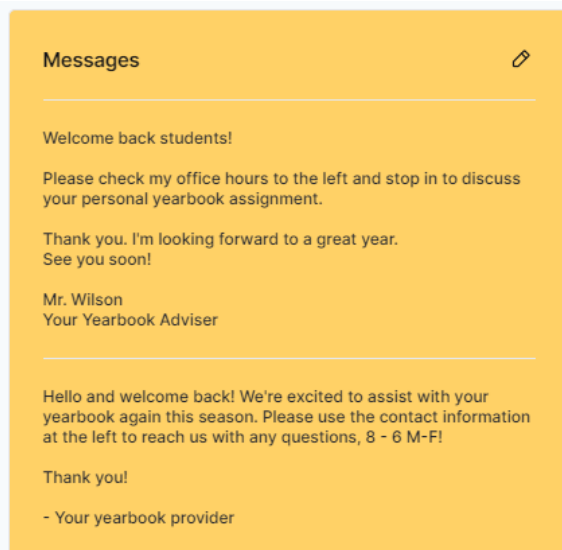 Messages
Welcome back students!
Please check my office hours to the left and stop in to discuss
your personal yearbook assignment.
Thank you. I'm looking forward to a great year.
See you soon!
Mr. Wilson
Your Yearbook Adviser
Hello and welcome back! We're excited to assist with your
yearbook again this season. Please use the contact information
at the left to reach us with any questions, 8 - 6 M-F!
Thank you!
- Your yearbook provider